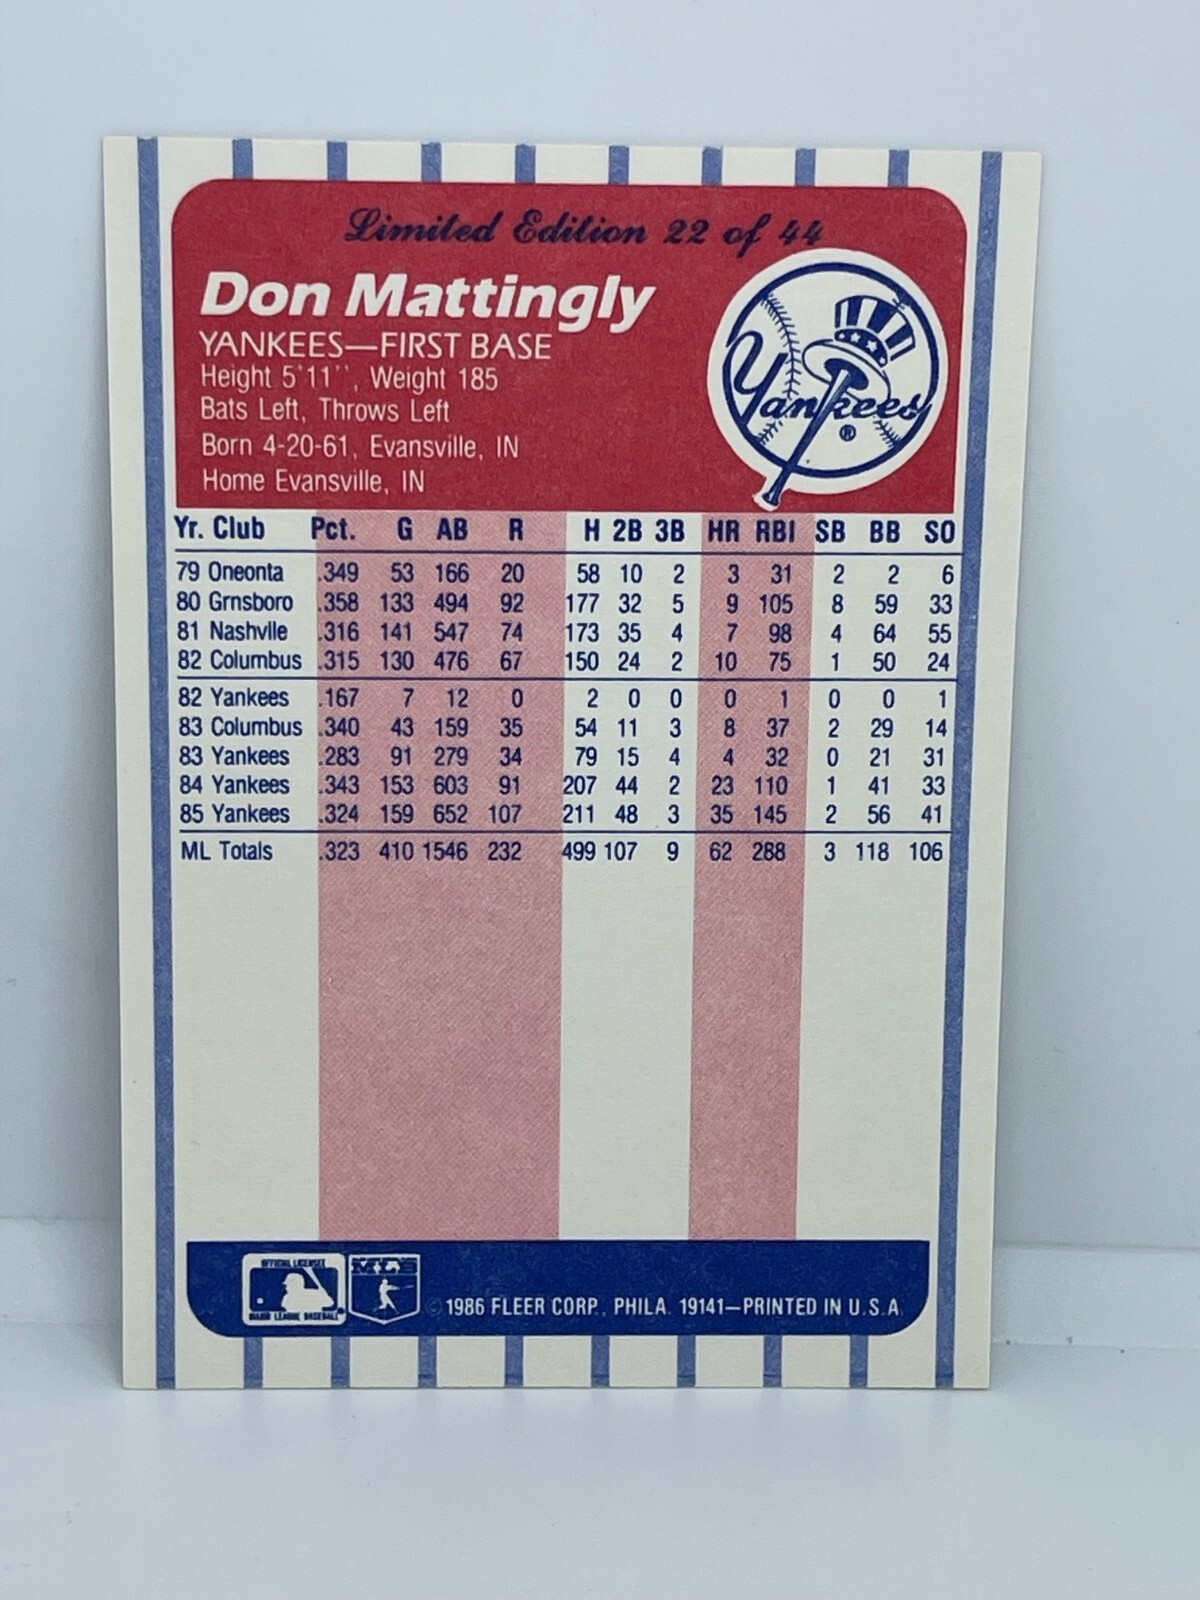 Limited Edition 22 of 44
Don Mattingly
YANKEES—FIRST BASE
Height 5'11'', Weight 185
Bats Left, Throws Left
Born 4-20-61, Evansville, IN
Home Evansville, IN
Yankees ®
Yr. Club Pct. G AB R H 2B 3B HR RBI SB BB SO
79 Oneonta .349 53 166 20 58 10 2 3 31 2 2 6
80 Grnsboro .358 133 494 92 177 32 5 9 105 8 59 33
81 Nashvlle .316 141 547 74 173 35 4 7 98 4 64 55
82 Columbus .315 130 476 67 150 24 2 10 75 1 50 24
82 Yankees .167 7 12 0 2 0 0 0 1 0 0 1
83 Columbus .340 43 159 35 54 11 3 8 37 2 29 14
83 Yankees .283 91 279 34 79 15 4 4 32 0 21 31
84 Yankees .343 153 603 91 207 44 2 23 110 1 41 33
85 Yankees .324 159 652 107 211 48 3 35 145 2 56 41
ML Totals .323 410 1546 232 499 107 9 62 288 3 118 106
OFFICIAL LICENSEE
MAJOR LEAGUE BASEBALL ®
© 1986 FLEER CORP., PHILA. 19141—PRINTED IN U.S.A.